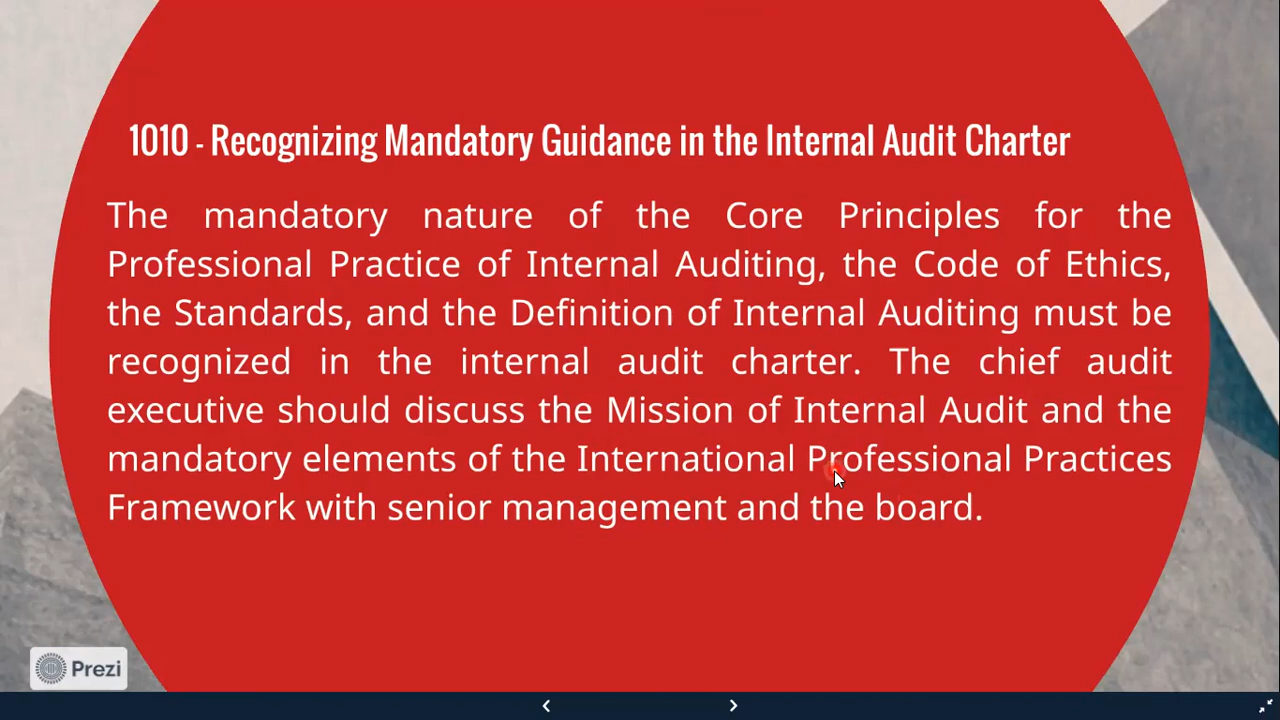 1010 - Recognizing Mandatory Guidance in the Internal Audit Charter
The mandatory nature of the Core Principles for the
Professional Practice of Internal Auditing, the Code of Ethics,
the Standards, and the Definition of Internal Auditing must be
recognized in the internal audit charter. The chief audit
executive should discuss the Mission of Internal Audit and the
mandatory elements of the International Professional Practices
Framework with senior management and the board.
Prezi